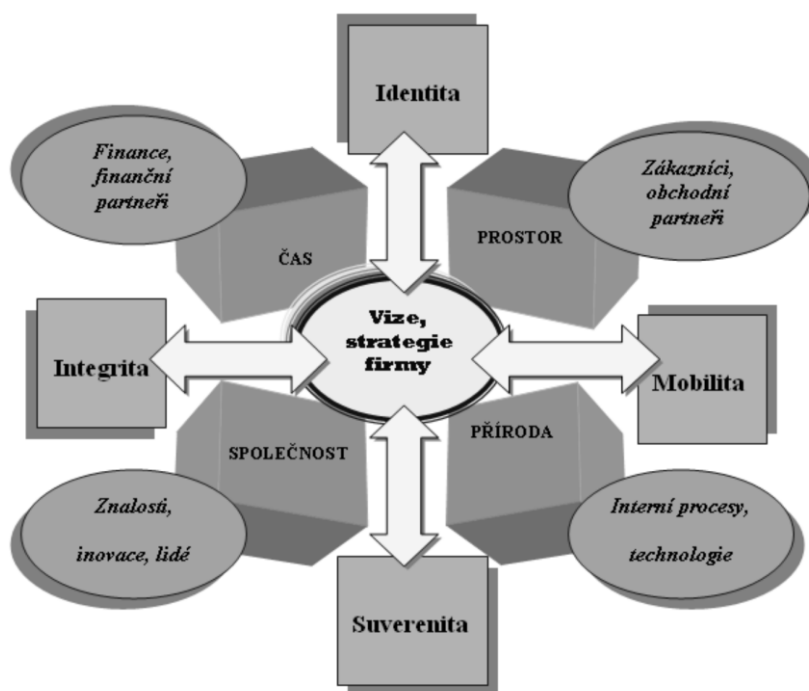 Identita
Finance,
finanční
partneři
Zákazníci,
obchodní
partneři
ČAS
PROSTOR
Vize,
strategie
firmy
Integrita
Mobilita
SPOLEČNOST
PŘÍRODA
Znalosti,
inovace, lidé
Interní procesy,
technologie
Suverenita